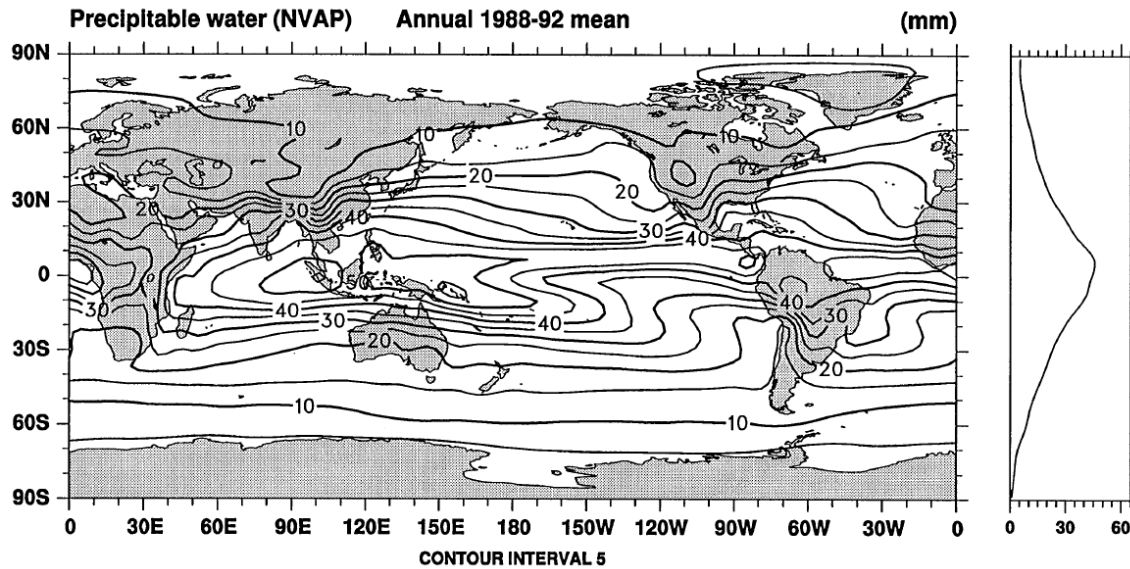 Precipitable water (NVAP) Annual 1988-92 mean (mm)
90N
60N
30N
0
30S
60S
90S
10
10
10
20
20
20
30
40
30
40
50
30
40
30
40
40
30
20
20
10
10
0 30E 60E 90E 120E 150E 180 150W 120W 90W 60W 30W 0
0 30 60
CONTOUR INTERVAL 5